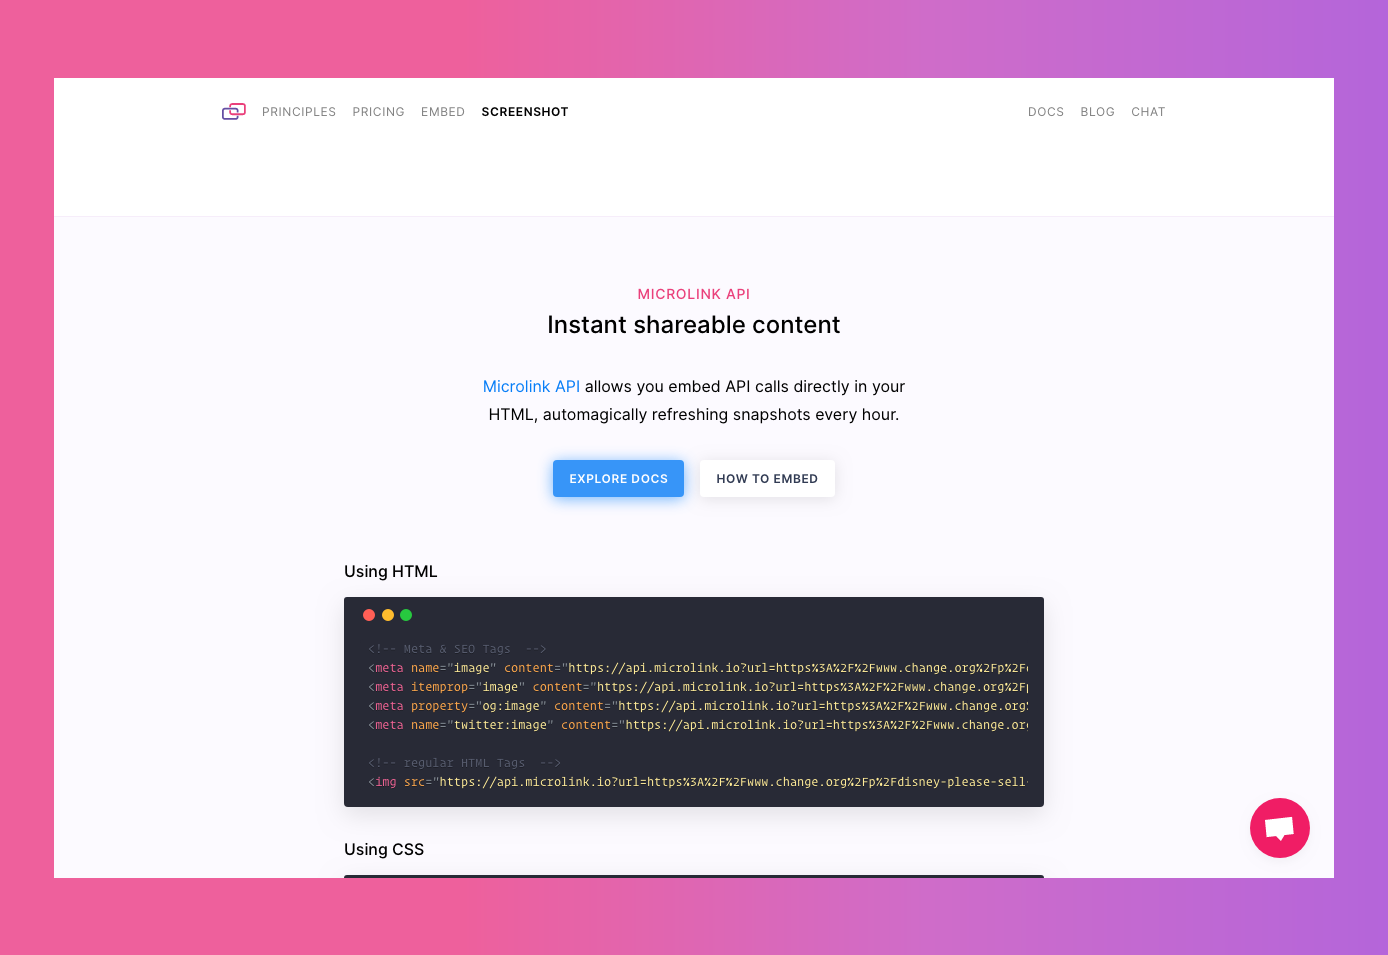 PRINCIPLES PRICING EMBED SCREENSHOT DOCS BLOG CHAT
MICROLINK API
Instant shareable content
Microlink API allows you embed API calls directly in your
HTML, automagically refreshing snapshots every hour.
EXPLORE DOCS HOW TO EMBED
Using HTML
<!-- Meta & SEO Tags  -->
<meta name="image" content="https://api.microlink.io?url=https%3A%2F%2Fwww.change.org%2Fp%2F
<meta itemprop="image" content="https://api.microlink.io?url=https%3A%2F%2Fwww.change.org%2F
<meta property="og:image" content="https://api.microlink.io?url=https%3A%2F%2Fwww.change.org
<meta name="twitter:image" content="https://api.microlink.io?url=https%3A%2F%2Fwww.change.or
<!-- regular HTML Tags  -->
<img src="https://api.microlink.io?url=https%3A%2F%2Fwww.change.org%2Fp%2Fdisney-please-sell-
Using CSS